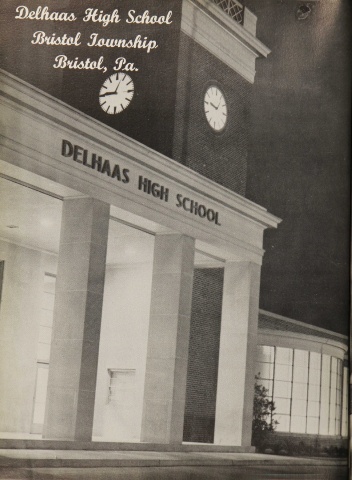 Delhaas High School
Bristol Township
Bristol, Pa.
DELHAAS HIGH SCHOOL